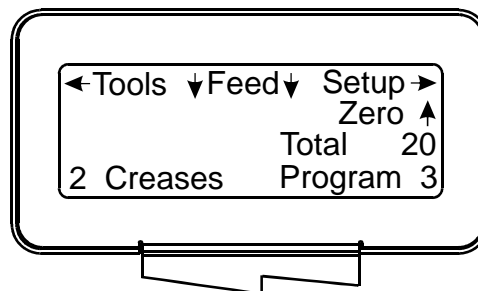 ←Tools ↓Feed↓ Setup→
Zero ↑
Total 20
2 Creases Program 3